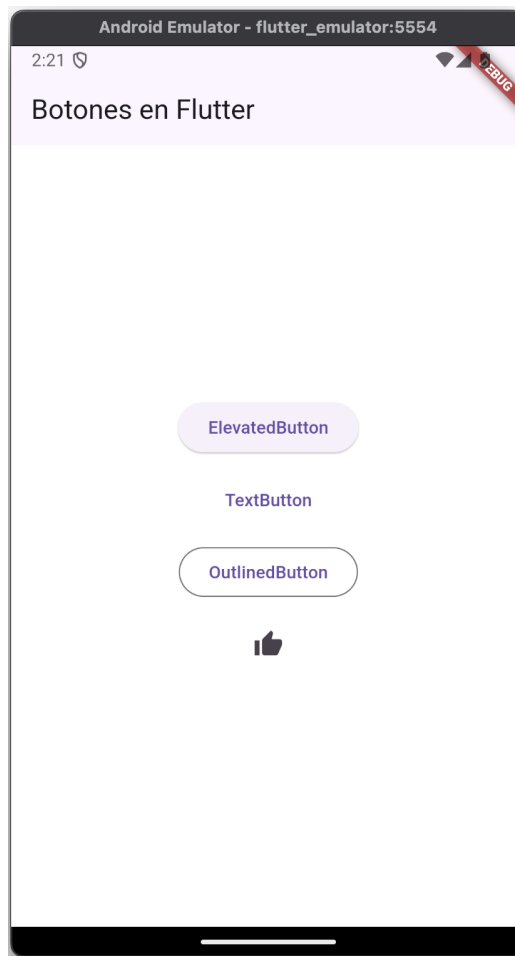 Android Emulator - flutter_emulator:5554
2:21
DEBUG
Botones en Flutter
ElevatedButton
TextButton
OutlinedButton